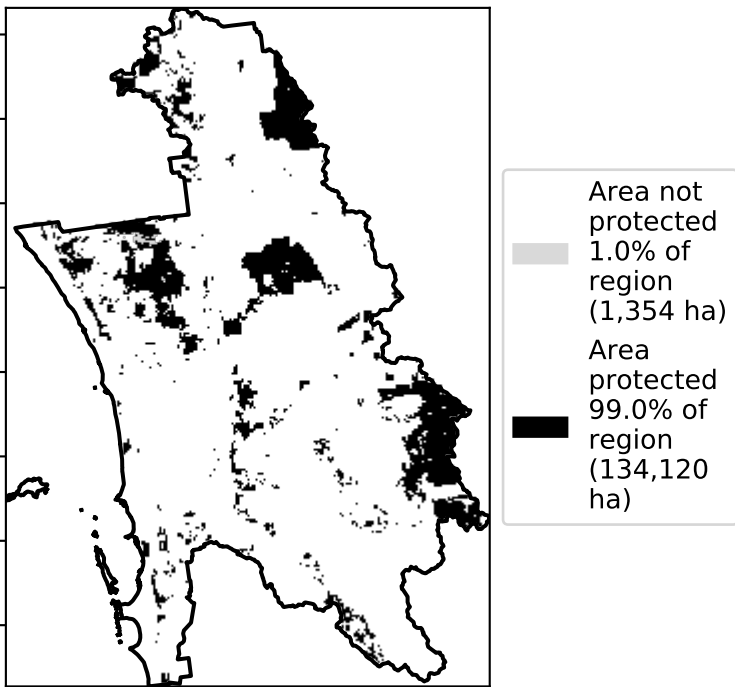 Area not
protected
1.0% of
region
(1,354 ha)
Area
protected
99.0% of
region
(134,120
ha)